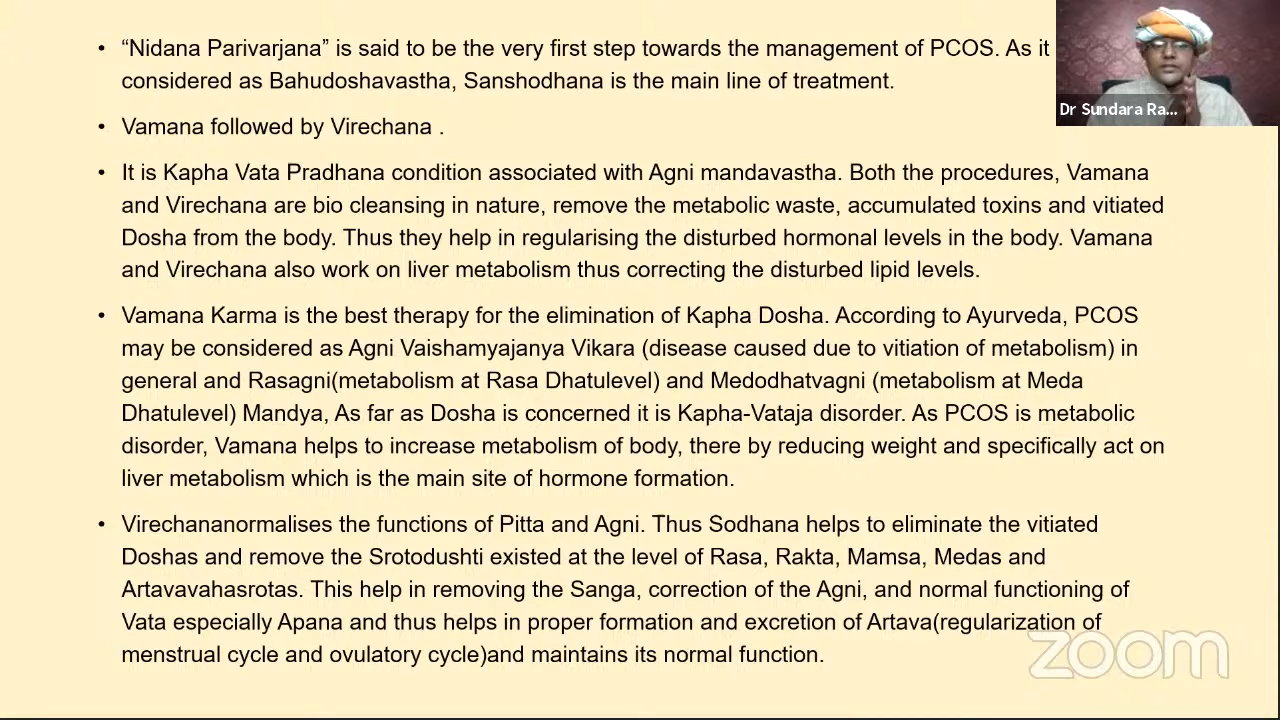 • “Nidana Parivarjana” is said to be the very first step towards the management of PCOS. As it
considered as Bahudoshavastha, Sanshodhana is the main line of treatment.
• Vamana followed by Virechana .
• It is Kapha Vata Pradhana condition associated with Agni mandavastha. Both the procedures, Vamana
and Virechana are bio cleansing in nature, remove the metabolic waste, accumulated toxins and vitiated
Dosha from the body. Thus they help in regularising the disturbed hormonal levels in the body. Vamana
and Virechana also work on liver metabolism thus correcting the disturbed lipid levels.
• Vamana Karma is the best therapy for the elimination of Kapha Dosha. According to Ayurveda, PCOS
may be considered as Agni Vaishamyajanya Vikara (disease caused due to vitiation of metabolism) in
general and Rasagni(metabolism at Rasa Dhatulevel) and Medodhatvagni (metabolism at Meda
Dhatulevel) Mandya, As far as Dosha is concerned it is Kapha-Vataja disorder. As PCOS is metabolic
disorder, Vamana helps to increase metabolism of body, there by reducing weight and specifically act on
liver metabolism which is the main site of hormone formation.
• Virechananormalises the functions of Pitta and Agni. Thus Sodhana helps to eliminate the vitiated
Doshas and remove the Srotodushti existed at the level of Rasa, Rakta, Mamsa, Medas and
Artavavahasrotas. This help in removing the Sanga, correction of the Agni, and normal functioning of
Vata especially Apana and thus helps in proper formation and excretion of Artava(regularization of
menstrual cycle and ovulatory cycle)and maintains its normal function.
Dr Sundara Ra...
zoom